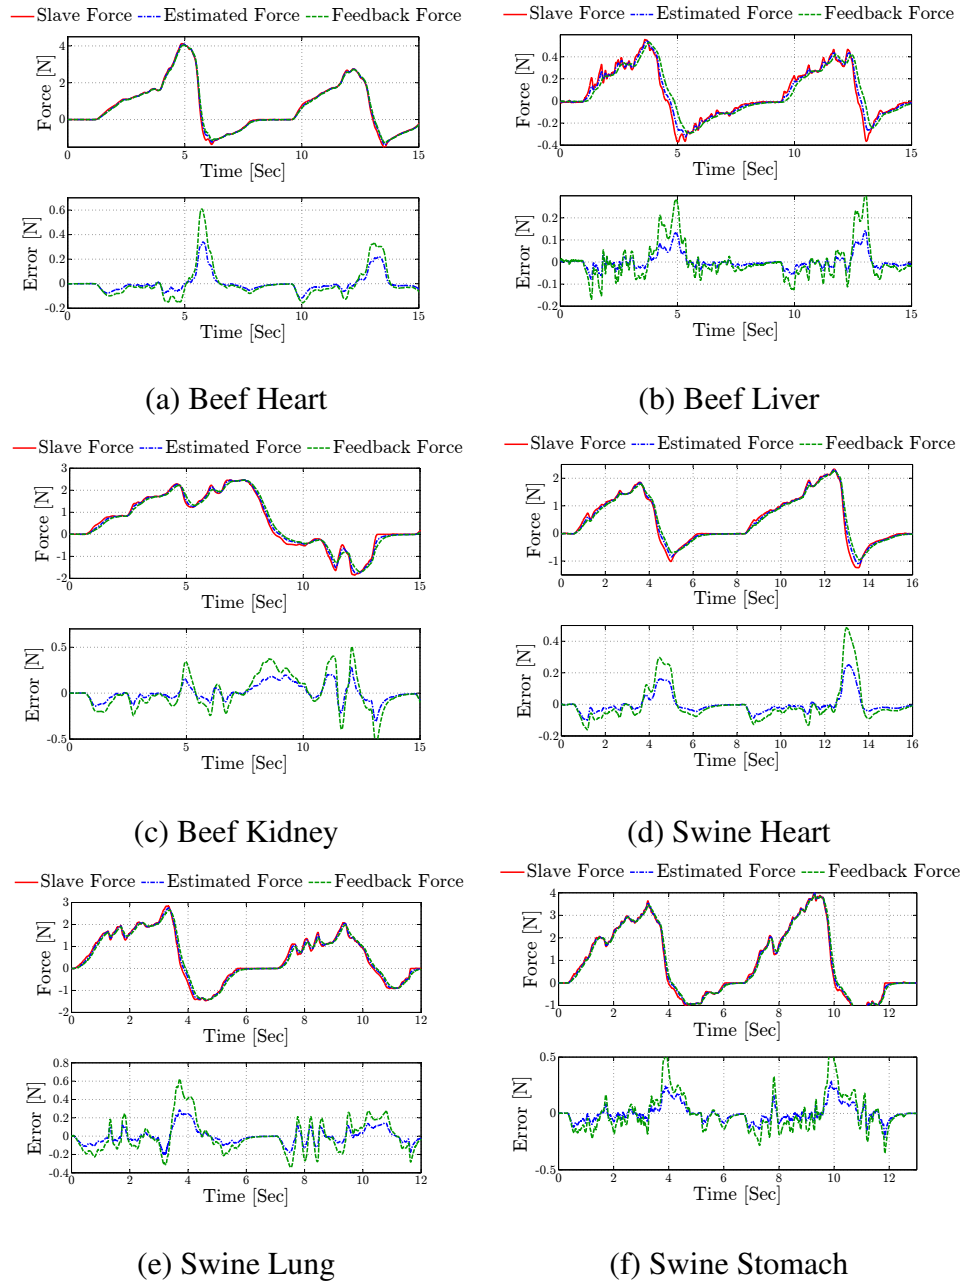 Slave Force Estimated Force Feedback Force
Force [N]
4
2
0
0 5 10 15
Time [Sec]
Error [N]
0.6
0.4
0.2
0
-0.2
0 5 10 15
Time [Sec]
(a) Beef Heart
Slave Force Estimated Force Feedback Force
Force [N]
0.4
0.2
0
-0.2
-0.4
0 5 10 15
Time [Sec]
Error [N]
0.2
0.1
0
-0.1
-0.2
0 5 10 15
Time [Sec]
(b) Beef Liver
Slave Force Estimated Force Feedback Force
Force [N]
3
2
1
0
-1
-2
0 5 10 15
Time [Sec]
Error [N]
0.5
0
-0.5
0 5 10 15
Time [Sec]
(c) Beef Kidney
Slave Force Estimated Force Feedback Force
Force [N]
2
1
0
-1
0 2 4 6 8 10 12 14 16
Time [Sec]
Error [N]
0.4
0.2
0
-0.2
0 2 4 6 8 10 12 14 16
Time [Sec]
(d) Swine Heart
Slave Force Estimated Force Feedback Force
Force [N]
3
2
1
0
-1
-2
0 2 4 6 8 10 12
Time [Sec]
Error [N]
0.8
0.6
0.4
0.2
0
-0.2
-0.4
0 2 4 6 8 10 12
Time [Sec]
(e) Swine Lung
Slave Force Estimated Force Feedback Force
Force [N]
4
3
2
1
0
-1
0 2 4 6 8 10 12
Time [Sec]
Error [N]
0.5
0
-0.5
0 2 4 6 8 10 12
Time [Sec]
(f) Swine Stomach